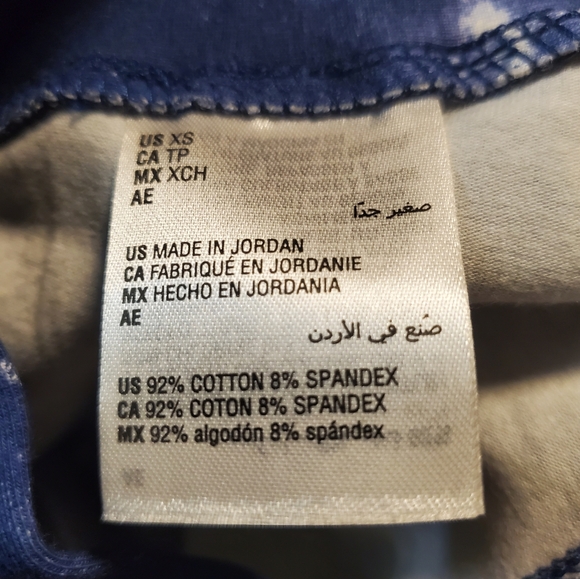 US XS
CA TP
MX XCH
AE
صغير جدًا
US MADE IN JORDAN
CA FABRIQUÉ EN JORDANIE
MX HECHO EN JORDANIA
AE
صُنع في الأردن
US 92% COTTON 8% SPANDEX
CA 92% COTON 8% SPANDEX
MX 92% algodón 8% spándex